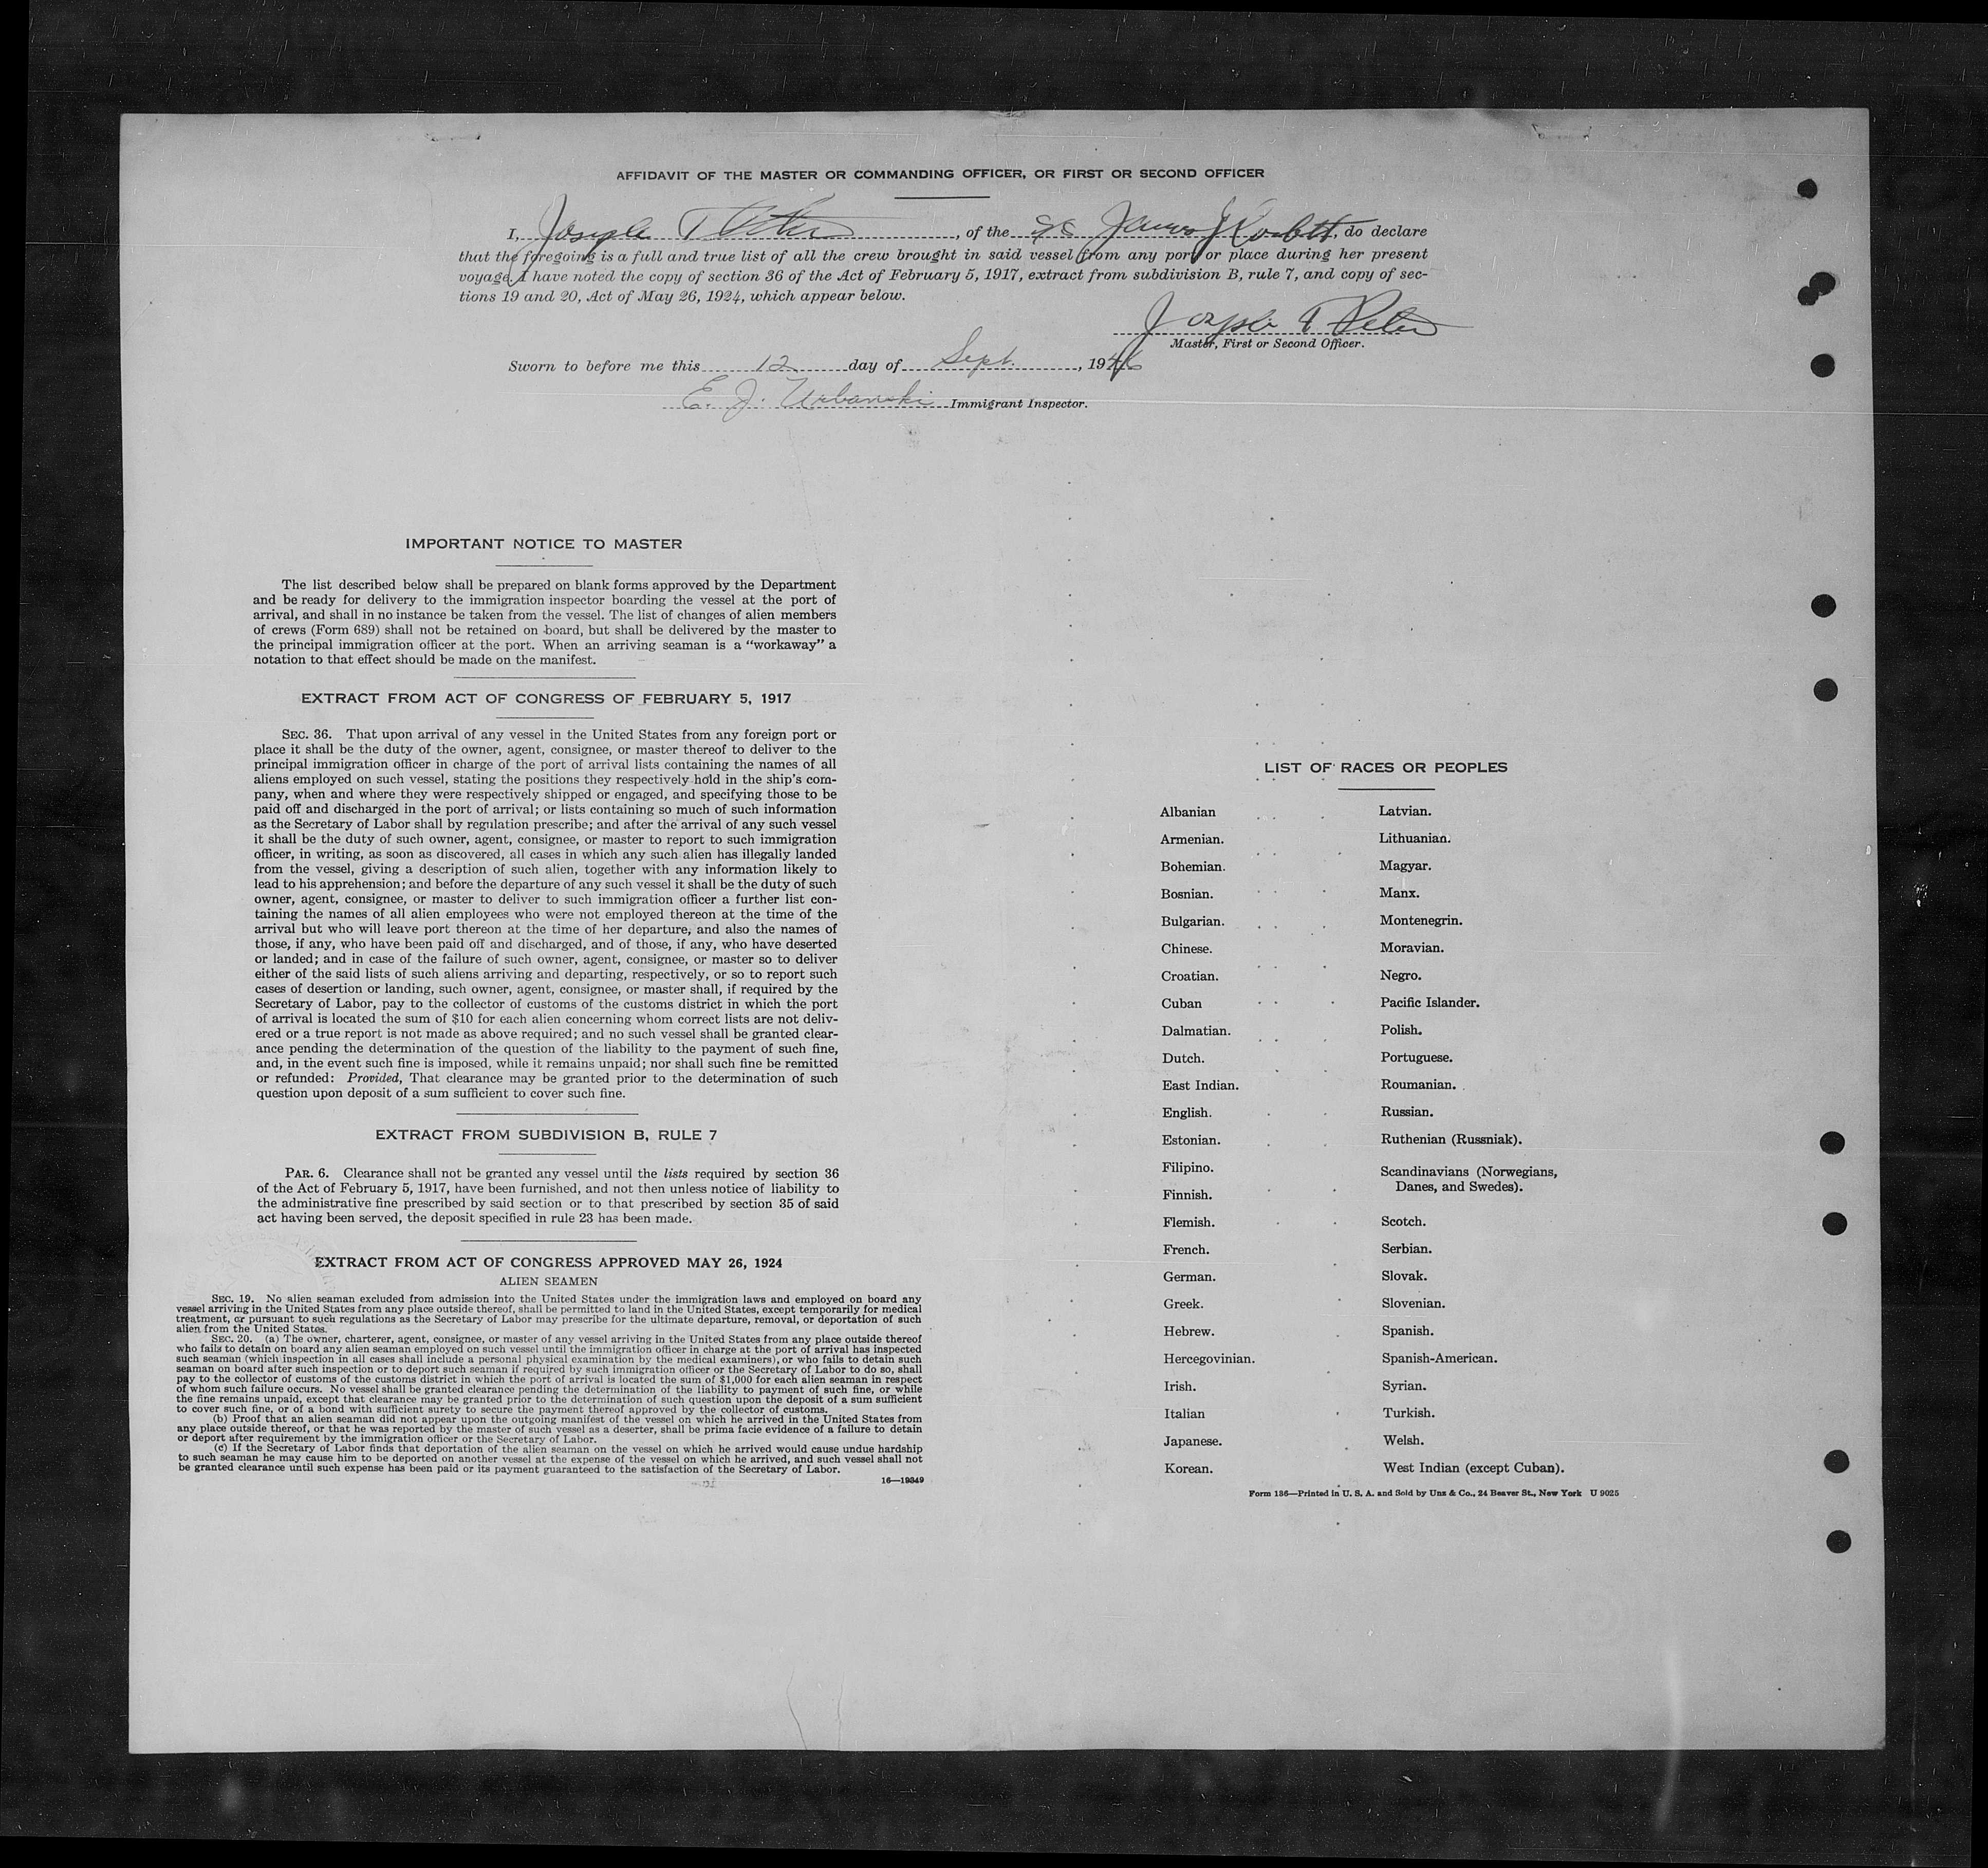 AFFIDAVIT OF THE MASTER OR COMMANDING OFFICER, OR FIRST OR SECOND OFFICER
I, Joseph T , of the SS James J Corbett, do declare
that the foregoing is a full and true list of all the crew brought in said vessel from any port or place during her present
voyage. I have noted the copy of section 36 of the Act of February 5, 1917, extract from subdivision B, rule 7, and copy of sec-
tions 19 and 20, Act of May 26, 1924, which appear below.
Joseph T
Master, First or Second Officer.
Sworn to before me this 12 day of Sept. , 1946
E. J. Urbanski Immigrant Inspector.
IMPORTANT NOTICE TO MASTER
The list described below shall be prepared on blank forms approved by the Department
and be ready for delivery to the immigration inspector boarding the vessel at the port of
arrival, and shall in no instance be taken from the vessel. The list of changes of alien members
of crews (Form 689) shall not be retained on board, but shall be delivered by the master to
the principal immigration officer at the port. When an arriving seaman is a "workaway" a
notation to that effect should be made on the manifest.
EXTRACT FROM ACT OF CONGRESS OF FEBRUARY 5, 1917
SEC. 36. That upon arrival of any vessel in the United States from any foreign port or
place it shall be the duty of the owner, agent, consignee, or master thereof to deliver to the
principal immigration officer in charge of the port of arrival lists containing the names of all
aliens employed on such vessel, stating the positions they respectively hold in the ship's com-
pany, when and where they were respectively shipped or engaged, and specifying those to be
paid off and discharged in the port of arrival; or lists containing so much of such information
as the Secretary of Labor shall by regulation prescribe; and after the arrival of any such vessel
it shall be the duty of such owner, agent, consignee, or master to report to such immigration
officer, in writing, as soon as discovered, all cases in which any such alien has illegally landed
from the vessel, giving a description of such alien, together with any information likely to
lead to his apprehension; and before the departure of any such vessel it shall be the duty of such
owner, agent, consignee, or master to deliver to such immigration officer a further list con-
taining the names of all alien employees who were not employed thereon at the time of the
arrival but who will leave port thereon at the time of her departure, and also the names of
those, if any, who have been paid off and discharged, and of those, if any, who have deserted
or landed; and in case of the failure of such owner, agent, consignee, or master so to deliver
either of the said lists of such aliens arriving and departing, respectively, or so to report such
cases of desertion or landing, such owner, agent, consignee, or master shall, if required by the
Secretary of Labor, pay to the collector of customs of the customs district in which the port
of arrival is located the sum of $10 for each alien concerning whom correct lists are not deliv-
ered or a true report is not made as above required; and no such vessel shall be granted clear-
ance pending the determination of the question of the liability to the payment of such fine,
and, in the event such fine is imposed, while it remains unpaid; nor shall such fine be remitted
or refunded: Provided, That clearance may be granted prior to the determination of such
question upon deposit of a sum sufficient to cover such fine.
EXTRACT FROM SUBDIVISION B, RULE 7
PAR. 6. Clearance shall not be granted any vessel until the lists required by section 36
of the Act of February 5, 1917, have been furnished, and not then unless notice of liability to
the administrative fine prescribed by said section or to that prescribed by section 35 of said
act having been served, the deposit specified in rule 23 has been made.
EXTRACT FROM ACT OF CONGRESS APPROVED MAY 26, 1924
ALIEN SEAMEN
SEC. 19. No alien seaman excluded from admission into the United States under the immigration laws and employed on board any
vessel arriving in the United States from any place outside thereof, shall be permitted to land in the United States, except temporarily for medical
treatment, or pursuant to such regulations as the Secretary of Labor may prescribe for the ultimate departure, removal, or deportation of such
alien from the United States.
SEC. 20. (a) The owner, charterer, agent, consignee, or master of any vessel arriving in the United States from any place outside thereof
who fails to detain on board any alien seaman employed on such vessel until the immigration officer in charge at the port of arrival has inspected
such seaman (which inspection in all cases shall include a personal physical examination by the medical examiners), or who fails to detain such
seaman on board after such inspection or to deport such seaman if required by such immigration officer or the Secretary of Labor to do so, shall
pay to the collector of customs of the customs district in which the port of arrival is located the sum of $1,000 for each alien seaman in respect
of whom such failure occurs. No vessel shall be granted clearance pending the determination of the liability to payment of such fine, or while
the fine remains unpaid, except that clearance may be granted prior to the determination of such question upon the deposit of a sum sufficient
to cover such fine, or of a bond with sufficient surety to secure the payment thereof approved by the collector of customs.
(b) Proof that an alien seaman did not appear upon the outgoing manifest of the vessel on which he arrived in the United States from
any place outside thereof, or that he was reported by the master of such vessel as a deserter, shall be prima facie evidence of a failure to detain
or deport after requirement by the immigration officer or the Secretary of Labor.
(c) If the Secretary of Labor finds that deportation of the alien seaman on the vessel on which he arrived would cause undue hardship
to such seaman he may cause him to be deported on another vessel at the expense of the vessel on which he arrived, and such vessel shall not
be granted clearance until such expense has been paid or its payment guaranteed to the satisfaction of the Secretary of Labor.
16—19849
LIST OF RACES OR PEOPLES
Albanian
Armenian.
Bohemian.
Bosnian.
Bulgarian.
Chinese.
Croatian.
Cuban
Dalmatian.
Dutch.
East Indian.
English.
Estonian.
Filipino.
Finnish.
Flemish.
French.
German.
Greek.
Hebrew.
Hercegovinian.
Irish.
Italian
Japanese.
Korean.
Latvian.
Lithuanian.
Magyar.
Manx.
Montenegrin.
Moravian.
Negro.
Pacific Islander.
Polish.
Portuguese.
Roumanian.
Russian.
Ruthenian (Russniak).
Scandinavians (Norwegians,
Danes, and Swedes).
Scotch.
Serbian.
Slovak.
Slovenian.
Spanish.
Spanish-American.
Syrian.
Turkish.
Welsh.
West Indian (except Cuban).
Form 136—Printed in U. S. A. and Sold by Unz & Co., 24 Beaver St., New York U 9025